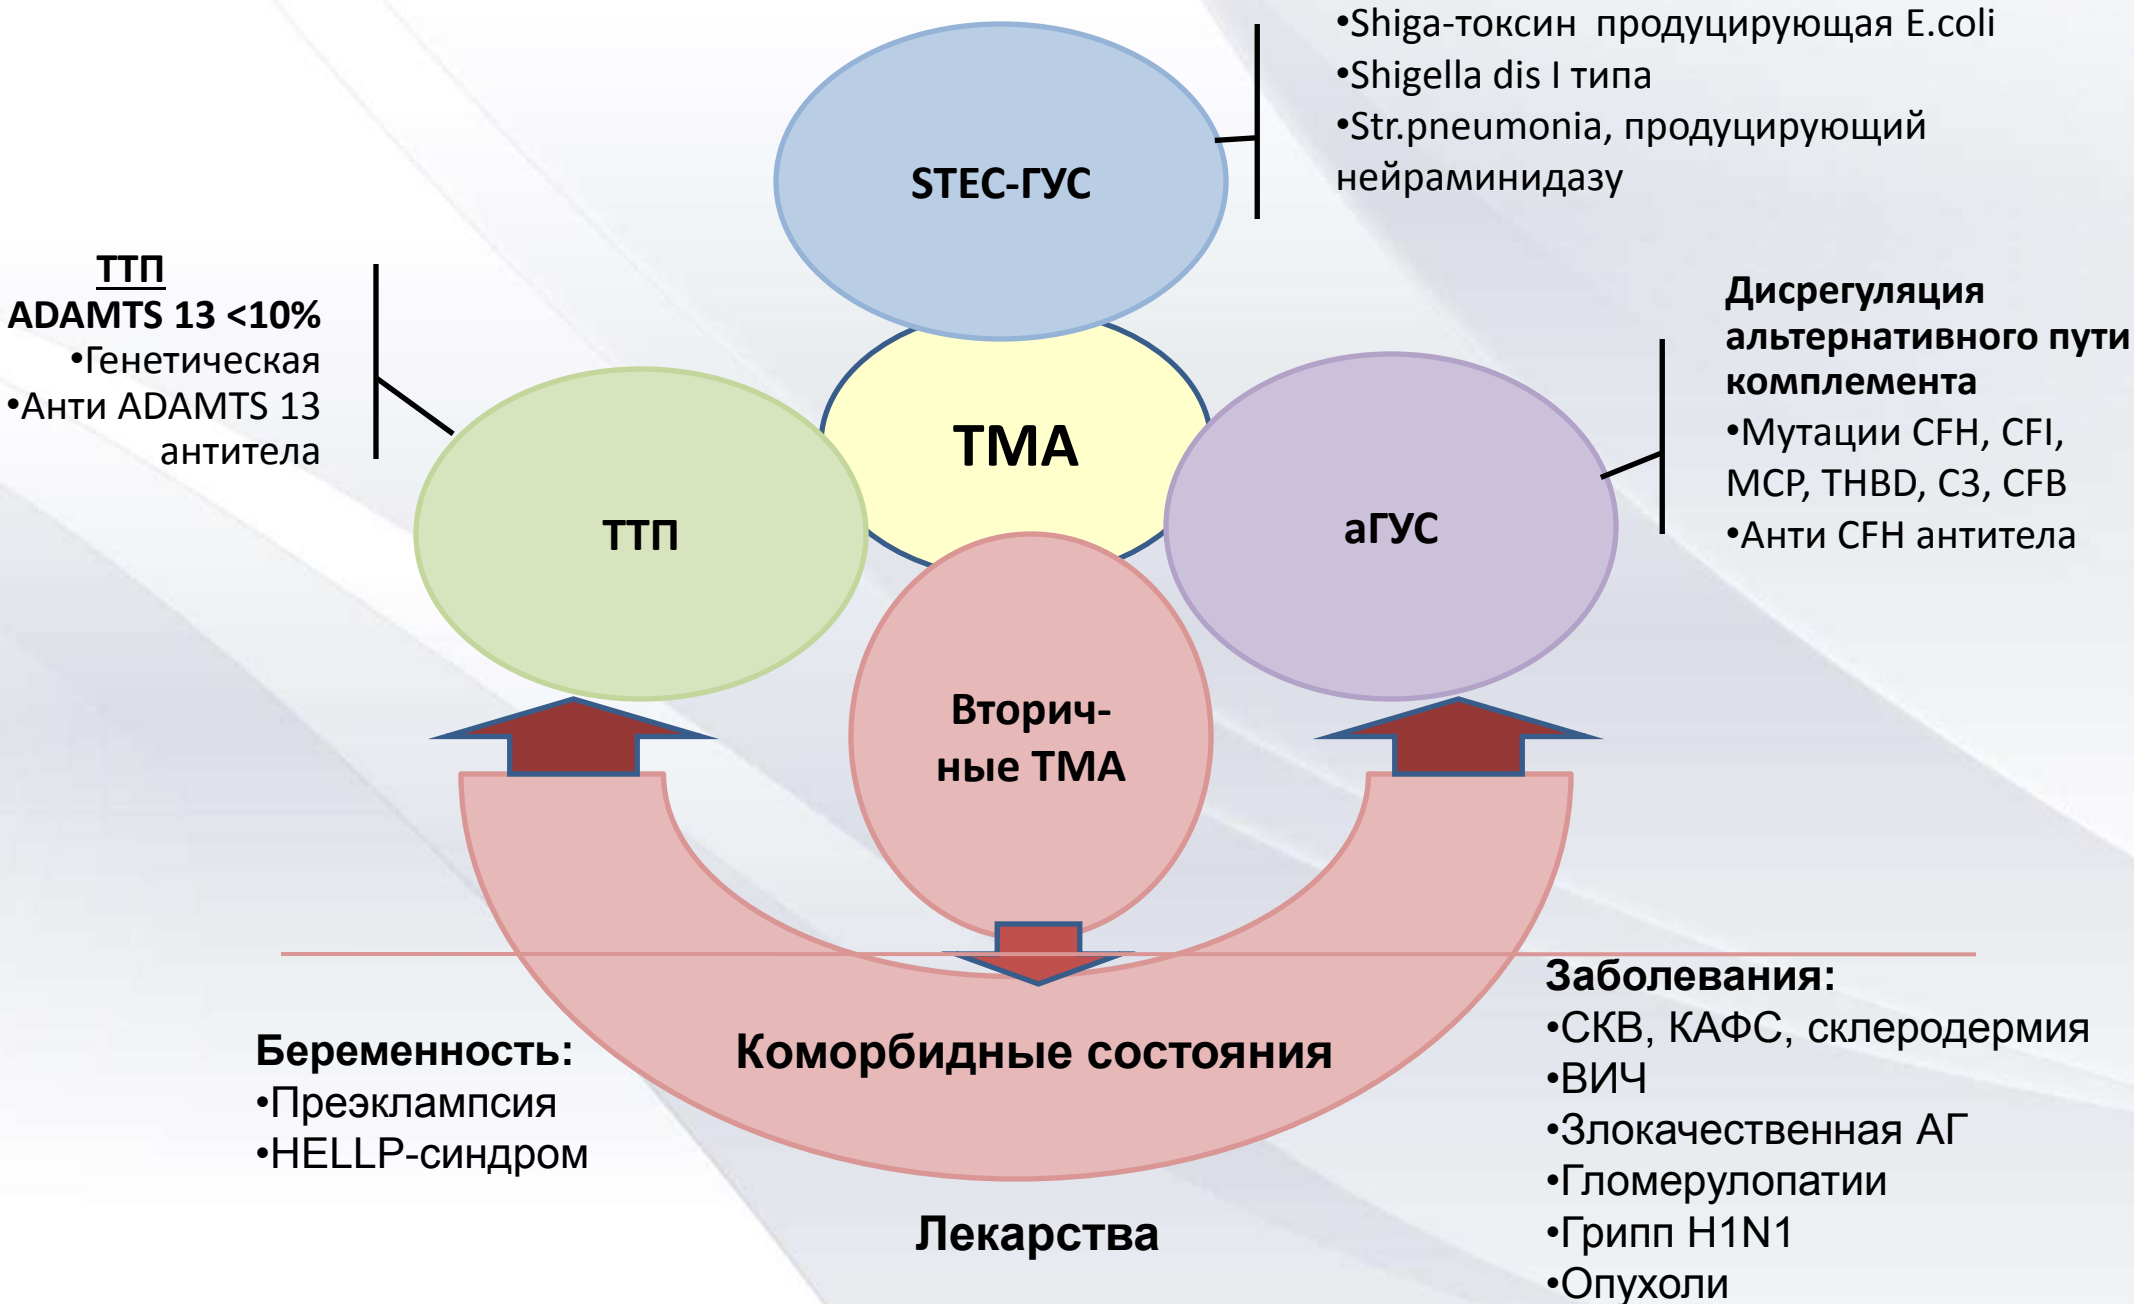 •Shiga-токсин продуцирующая E.coli
•Shigella dis I типа
•Str.pneumonia, продуцирующий
нейраминидазу
STEC-ГУС
ТТП
ADAMTS 13 <10%
•Генетическая
•Анти ADAMTS 13
антитела
Дисрегуляция
альтернативного пути
комплемента
•Мутации CFH, CFI,
MCP, THBD, C3, CFB
•Анти CFH антитела
ТМА
ТТП
аГУС
Вторич-
ные ТМА
Беременность:
•Преэклампсия
•HELLP-синдром
Коморбидные состояния
Лекарства
Заболевания:
•СКВ, КАФС, склеродермия
•ВИЧ
•Злокачественная АГ
•Гломерулопатии
•Грипп H1N1
•Опухоли